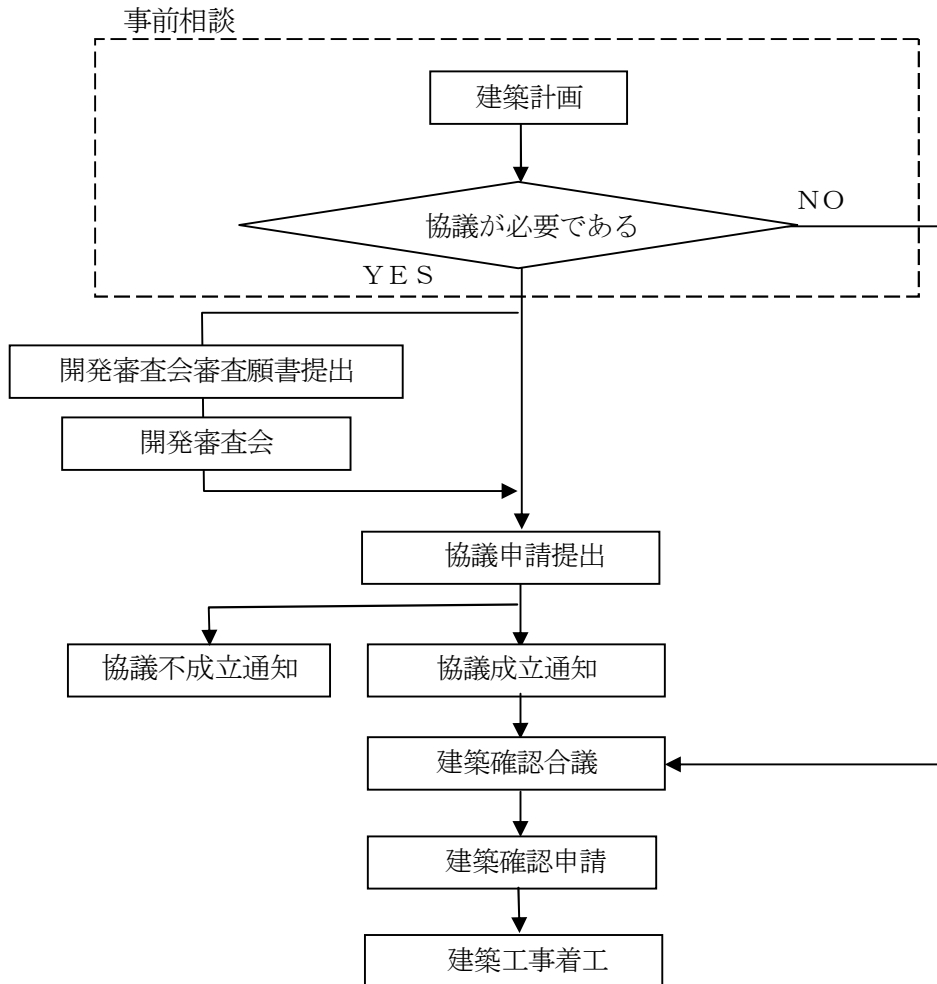 事前相談
建築計画
協議が必要である
ＮＯ
ＹＥＳ
開発審査会審査願書提出
開発審査会
協議申請提出
協議不成立通知
協議成立通知
建築確認合議
建築確認申請
建築工事着工